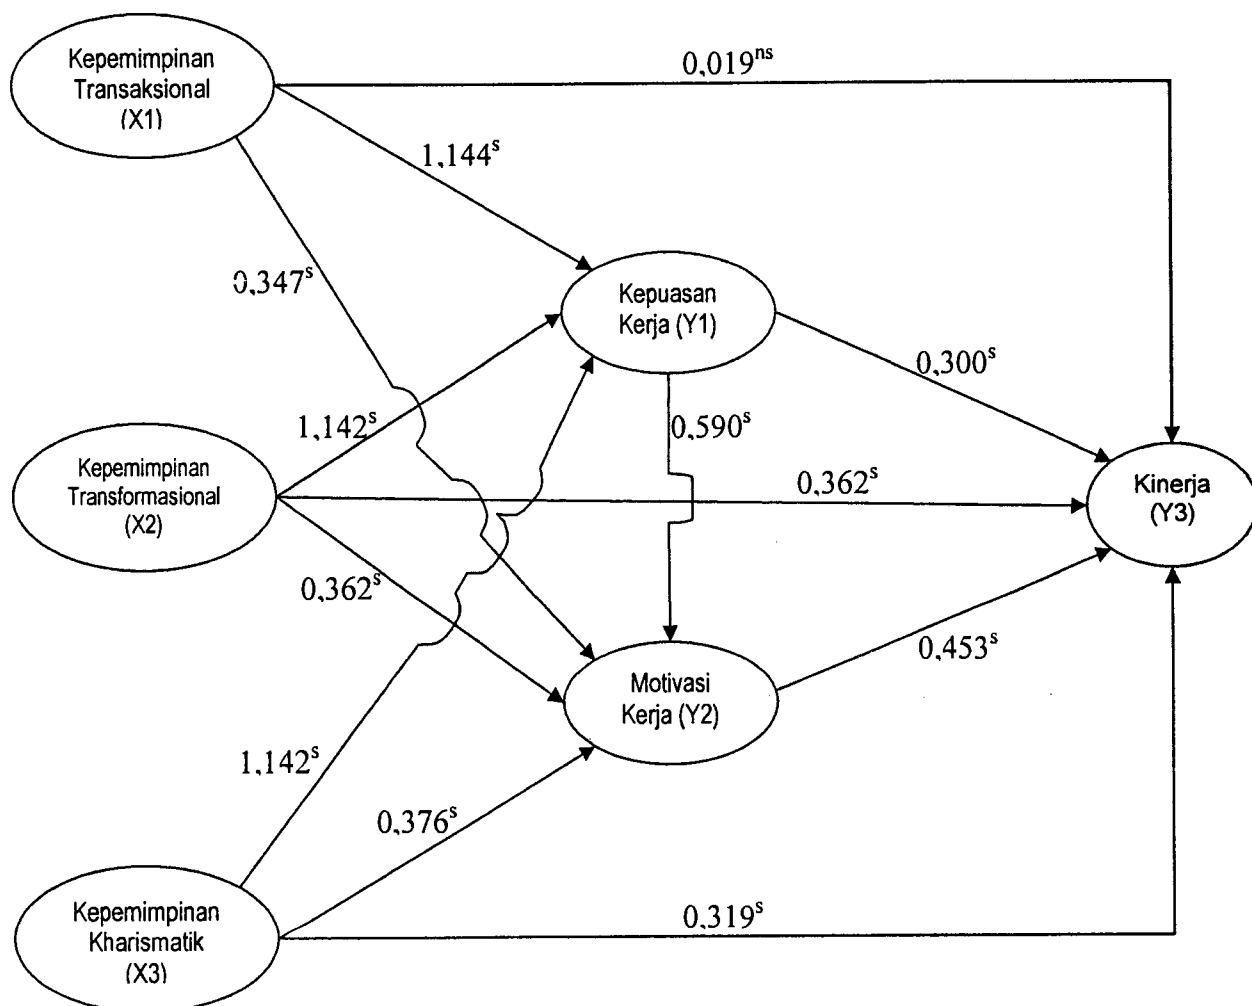 Kepemimpinan
Transaksional
(X1)
0,019ns
1,144s
0,347s
Kepuasan
Kerja (Y1)
0,300s
1,142s
0,590s
Kepemimpinan
Transformasional
(X2)
0,362s
Kinerja
(Y3)
0,362s
0,453s
Motivasi
Kerja (Y2)
1,142s
0,376s
Kepemimpinan
Kharismatik
(X3)
0,319s